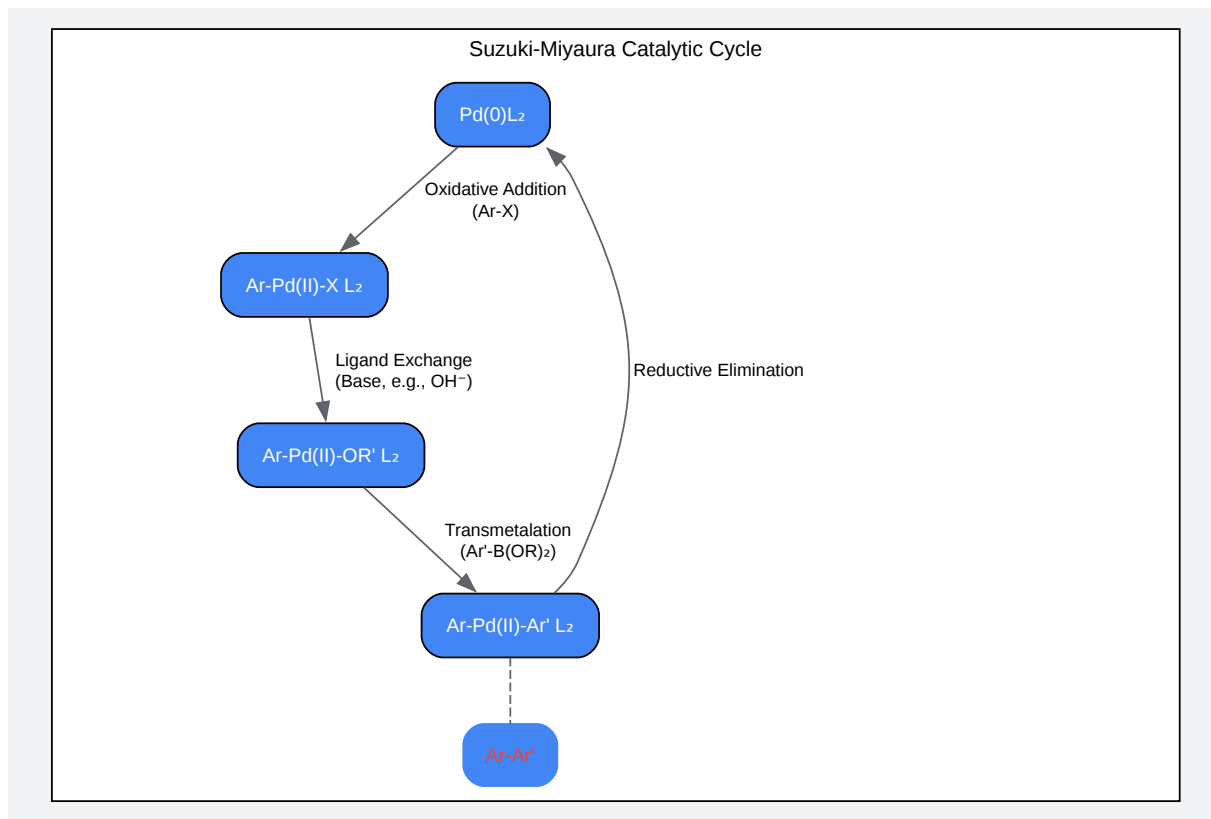 Suzuki-Miyaura Catalytic Cycle
Pd(0)L₂
Oxidative Addition
(Ar-X)
Ar-Pd(II)-X L₂
Ligand Exchange
(Base, e.g., OH⁻)
Reductive Elimination
Ar-Pd(II)-OR' L₂
Transmetalation
(Ar'-B(OR)₂)
Ar-Pd(II)-Ar' L₂
Ar-Ar'